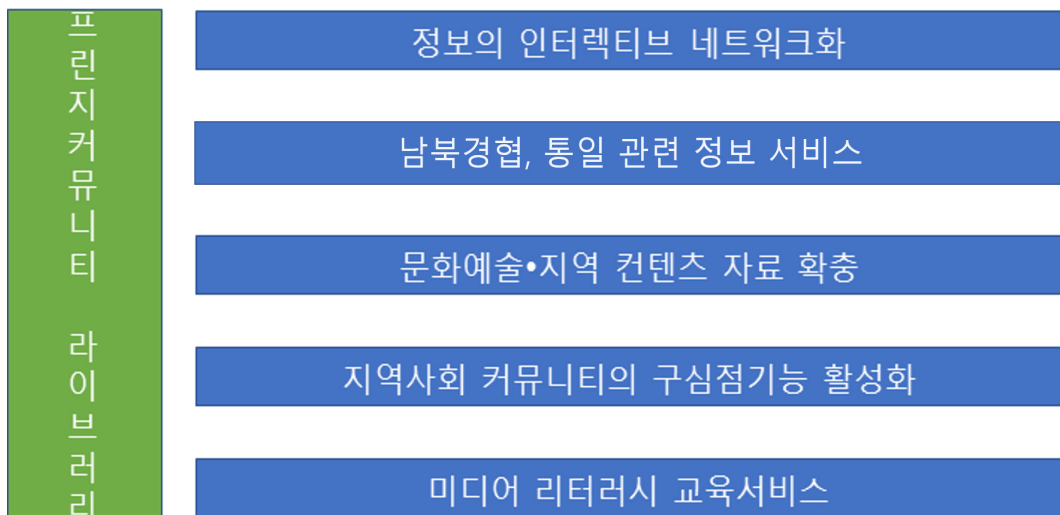 프린지커뮤니티 라이브러리
정보의 인터렉티브 네트워크화
남북경협, 통일 관련 정보 서비스
문화예술•지역 컨텐츠 자료 확충
지역사회 커뮤니티의 구심점기능 활성화
미디어 리터러시 교육서비스